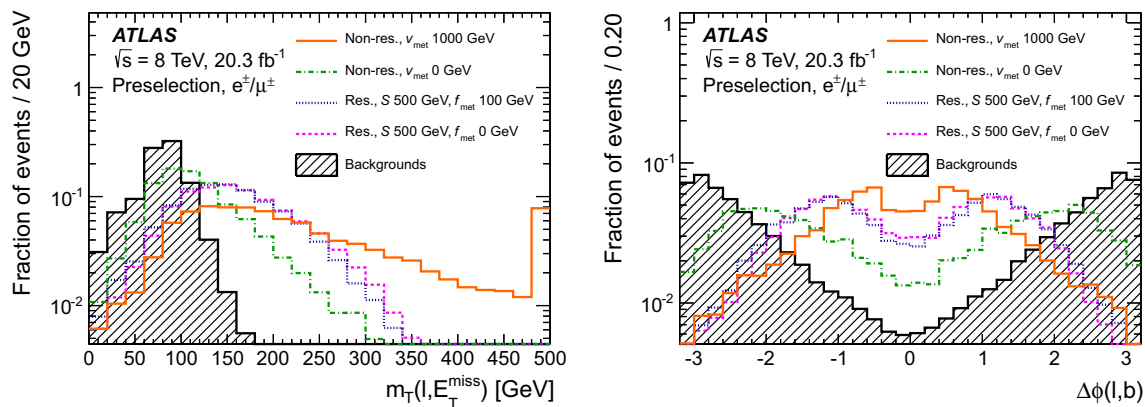 Fraction of events / 20 GeV
1
10⁻¹
10⁻²
ATLAS
√s = 8 TeV, 20.3 fb⁻¹
Preselection, e±/μ±
Non-res., v_met 1000 GeV
Non-res., v_met 0 GeV
Res., S 500 GeV, f_met 100 GeV
Res., S 500 GeV, f_met 0 GeV
Backgrounds
0 50 100 150 200 250 300 350 400 450 500
m_T(l,E_T^miss) [GeV]
Fraction of events / 0.20
1
10⁻¹
10⁻²
ATLAS
√s = 8 TeV, 20.3 fb⁻¹
Preselection, e±/μ±
Non-res., v_met 1000 GeV
Non-res., v_met 0 GeV
Res., S 500 GeV, f_met 100 GeV
Res., S 500 GeV, f_met 0 GeV
Backgrounds
-3 -2 -1 0 1 2 3
Δϕ(l,b)